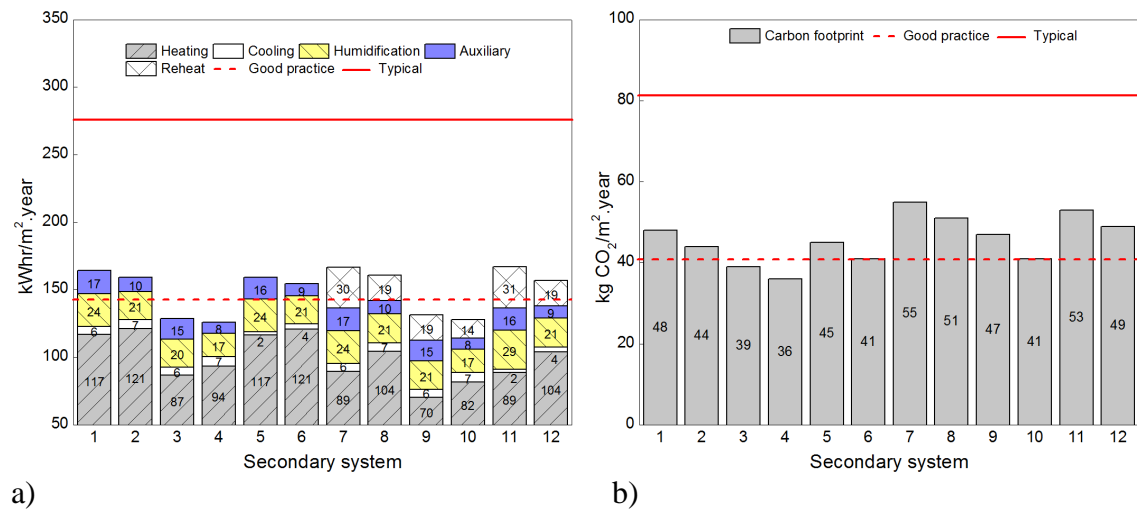 350
300
250
200
150
100
50
kWhr/m².year
Heating Cooling Humidification Auxiliary
Reheat Good practice Typical
117 6 24 17
121 7 21 10
87 6 20 15
94 7 17 8
117 2 24 16
121 4 21 9
89 6 24 17 30
104 7 21 10 19
70 6 21 15 19
82 7 17 8 14
89 2 29 16 31
104 4 21 9 19
1 2 3 4 5 6 7 8 9 10 11 12
Secondary system
a)
100
80
60
40
20
0
kg CO₂/m².year
Carbon footprint Good practice Typical
48 44 39 36 45 41 55 51 47 41 53 49
1 2 3 4 5 6 7 8 9 10 11 12
Secondary system
b)